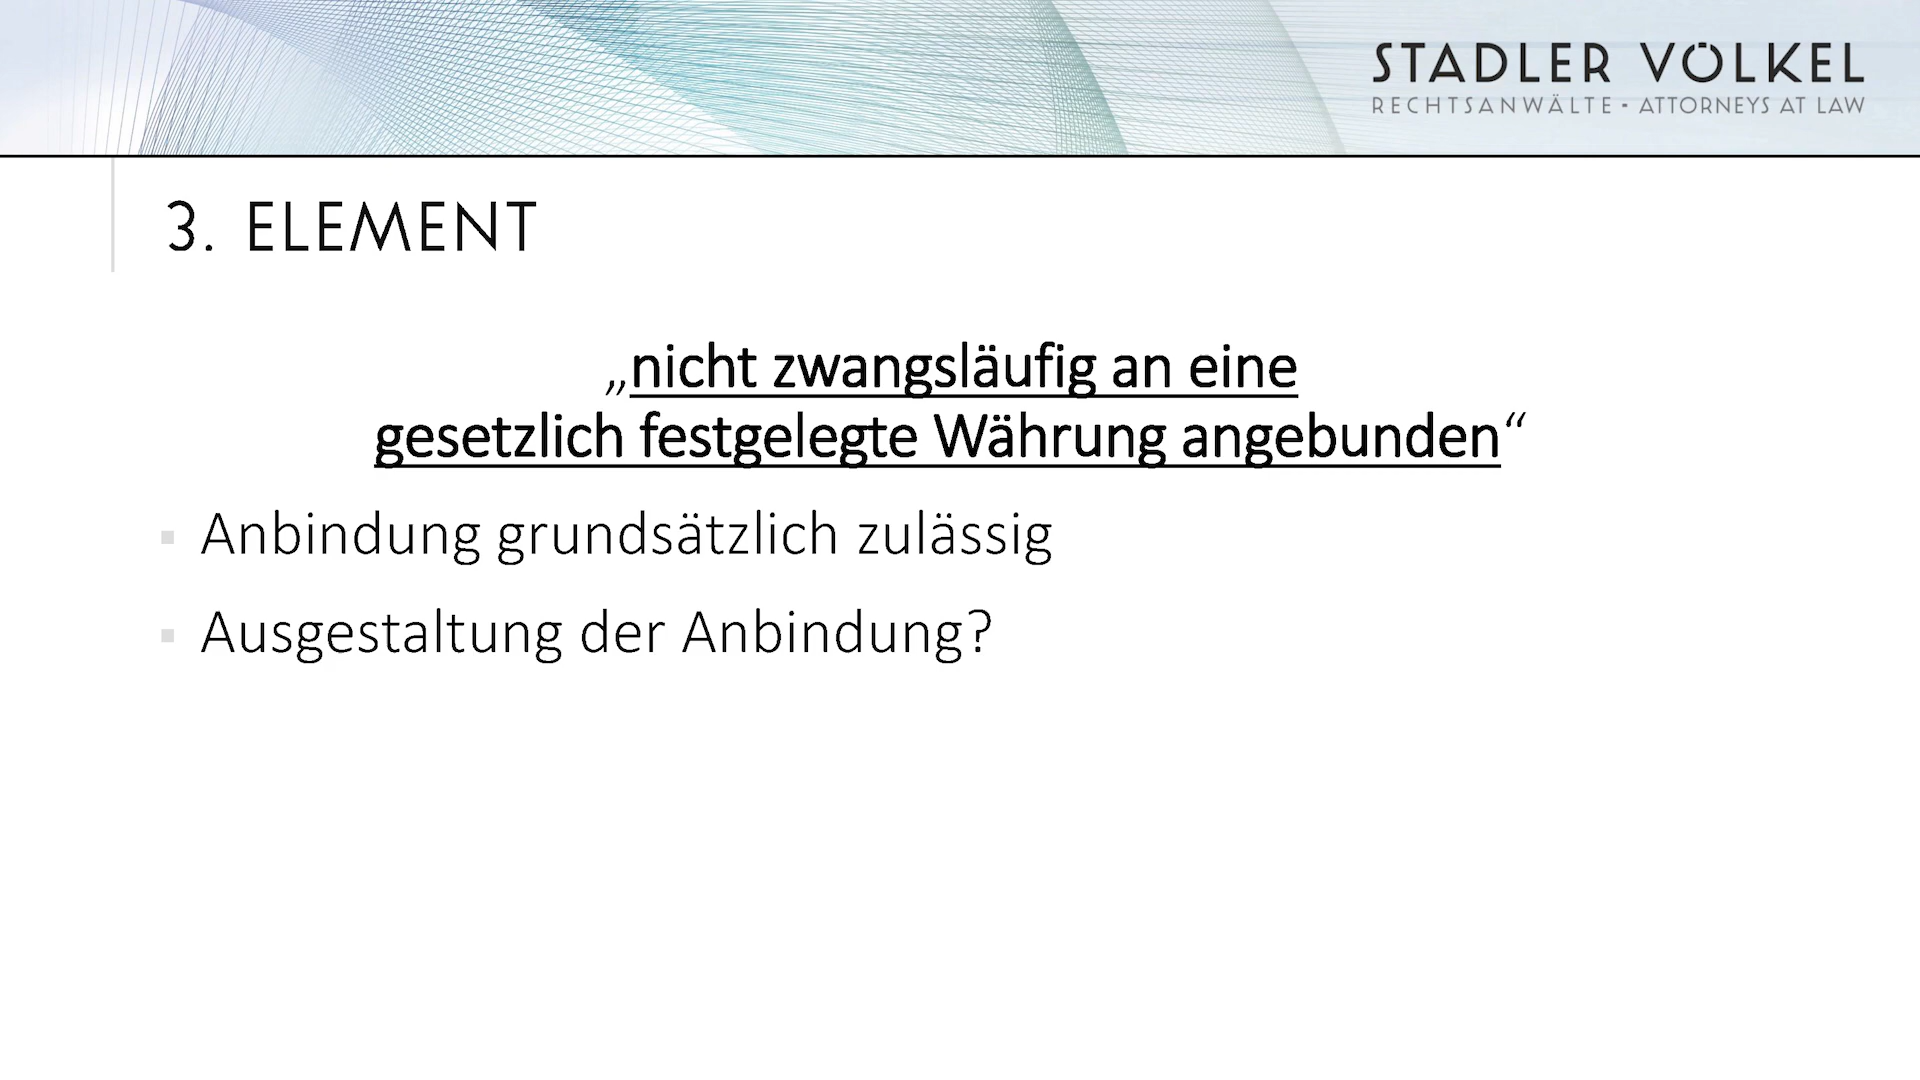 STADLER VÖLKEL
RECHTSANWÄLTE • ATTORNEYS AT LAW
3. ELEMENT
„nicht zwangsläufig an eine
gesetzlich festgelegte Währung angebunden“
▪ Anbindung grundsätzlich zulässig
▪ Ausgestaltung der Anbindung?